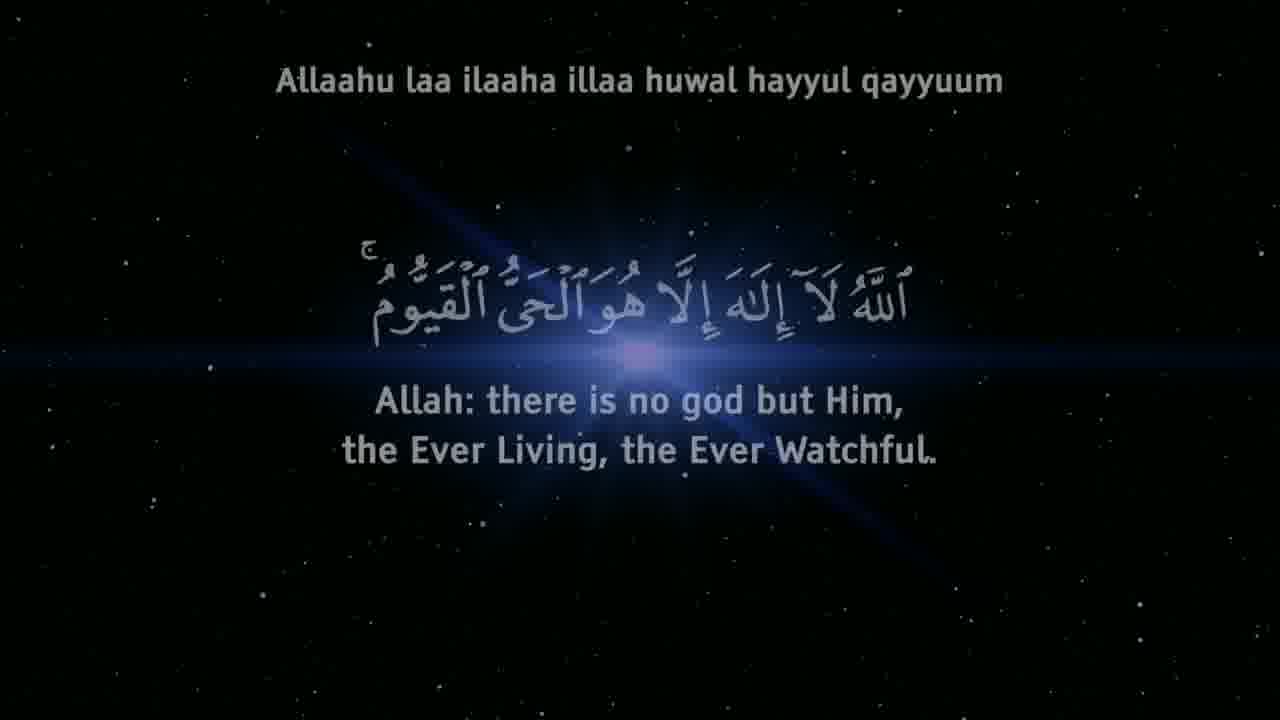 Allaahu laa ilaaha illaa huwal hayyul qayyuum
ٱللَّهُ لَآ إِلَـٰهَ إِلَّا هُوَ ٱلْحَىُّ ٱلْقَيُّومُ ۚ
Allah: there is no god but Him,
the Ever Living, the Ever Watchful.